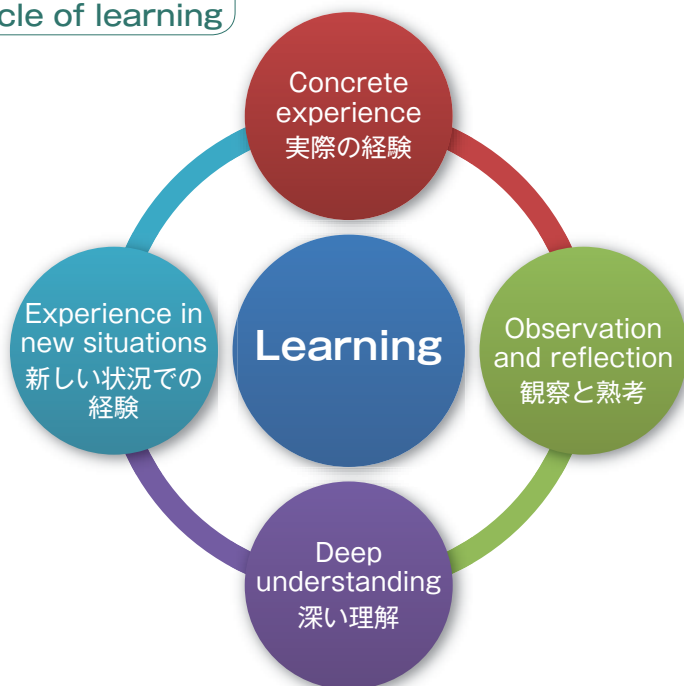 cle of learning
Concrete
experience
実際の経験
Experience in
new situations
新しい状況での
経験
Learning
Observation
and reflection
観察と熟考
Deep
understanding
深い理解